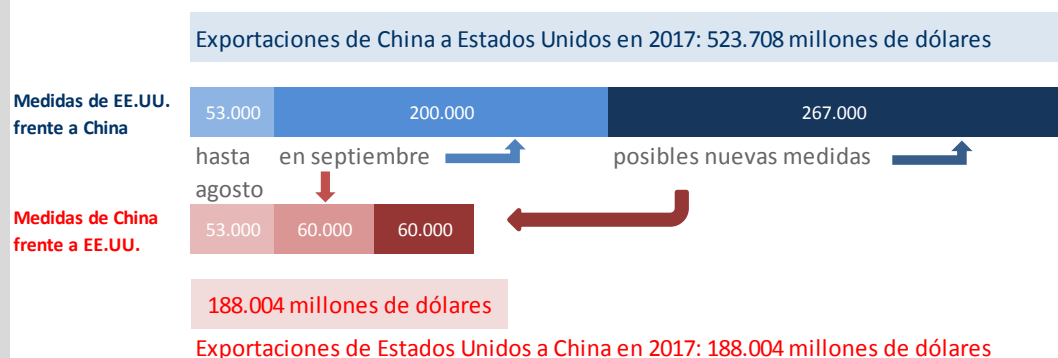 Exportaciones de China a Estados Unidos en 2017: 523.708 millones de dólares
Medidas de EE.UU.
frente a China
53.000 200.000 267.000
hasta en septiembre posibles nuevas medidas
agosto
Medidas de China
frente a EE.UU.
53.000 60.000 60.000
188.004 millones de dólares
Exportaciones de Estados Unidos a China en 2017: 188.004 millones de dólares